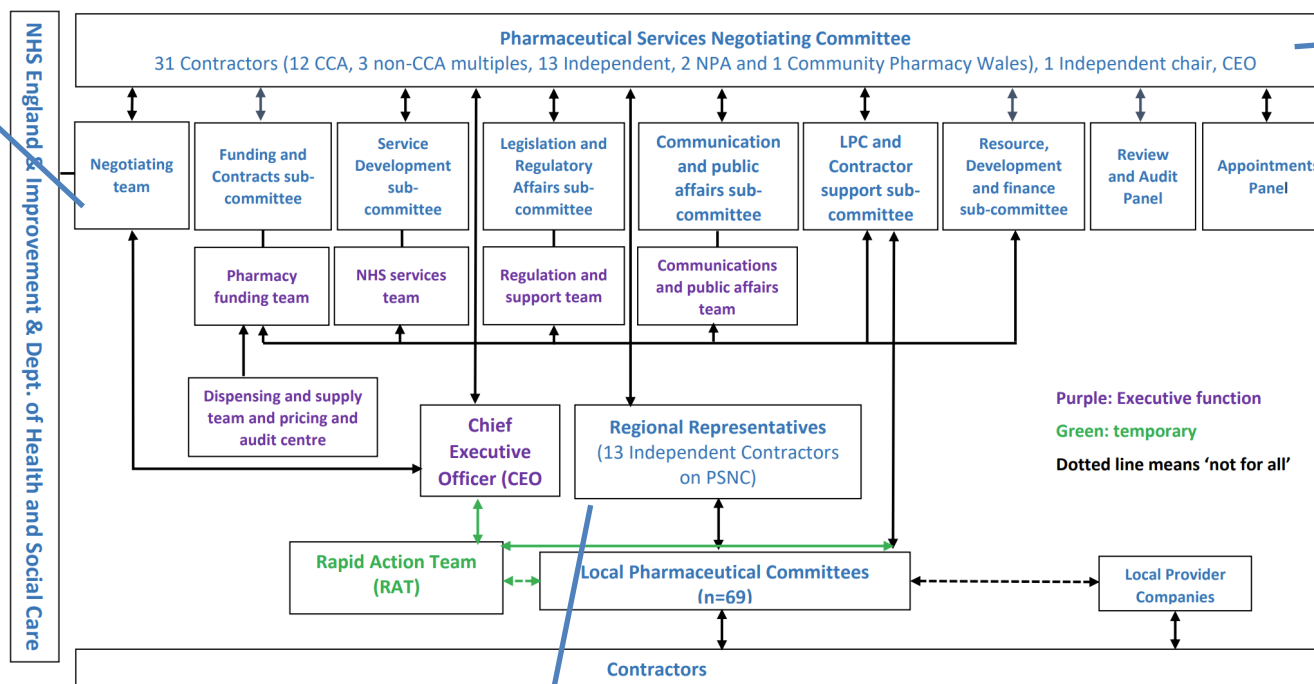 NHS England & Improvement & Dept. of Health and Social Care
Pharmaceutical Services Negotiating Committee
31 Contractors (12 CCA, 3 non-CCA multiples, 13 Independent, 2 NPA and 1 Community Pharmacy Wales), 1 Independent chair, CEO
Negotiating
team
Funding and
Contracts sub-
committee
Service
Development
sub-
committee
Legislation and
Regulatory
Affairs sub-
committee
Communication
and public
affairs sub-
committee
LPC and
Contractor
support sub-
committee
Resource,
Development
and finance
sub-committee
Review
and Audit
Panel
Appointments
Panel
Pharmacy
funding team
NHS services
team
Regulation and
support team
Communications
and public affairs
team
Dispensing and supply
team and pricing and
audit centre
Chief
Executive
Officer (CEO
Regional Representatives
(13 Independent Contractors
on PSNC)
Purple: Executive function
Green: temporary
Dotted line means ‘not for all’
Rapid Action Team
(RAT)
Local Pharmaceutical Committees
(n=69)
Local Provider
Companies
Contractors